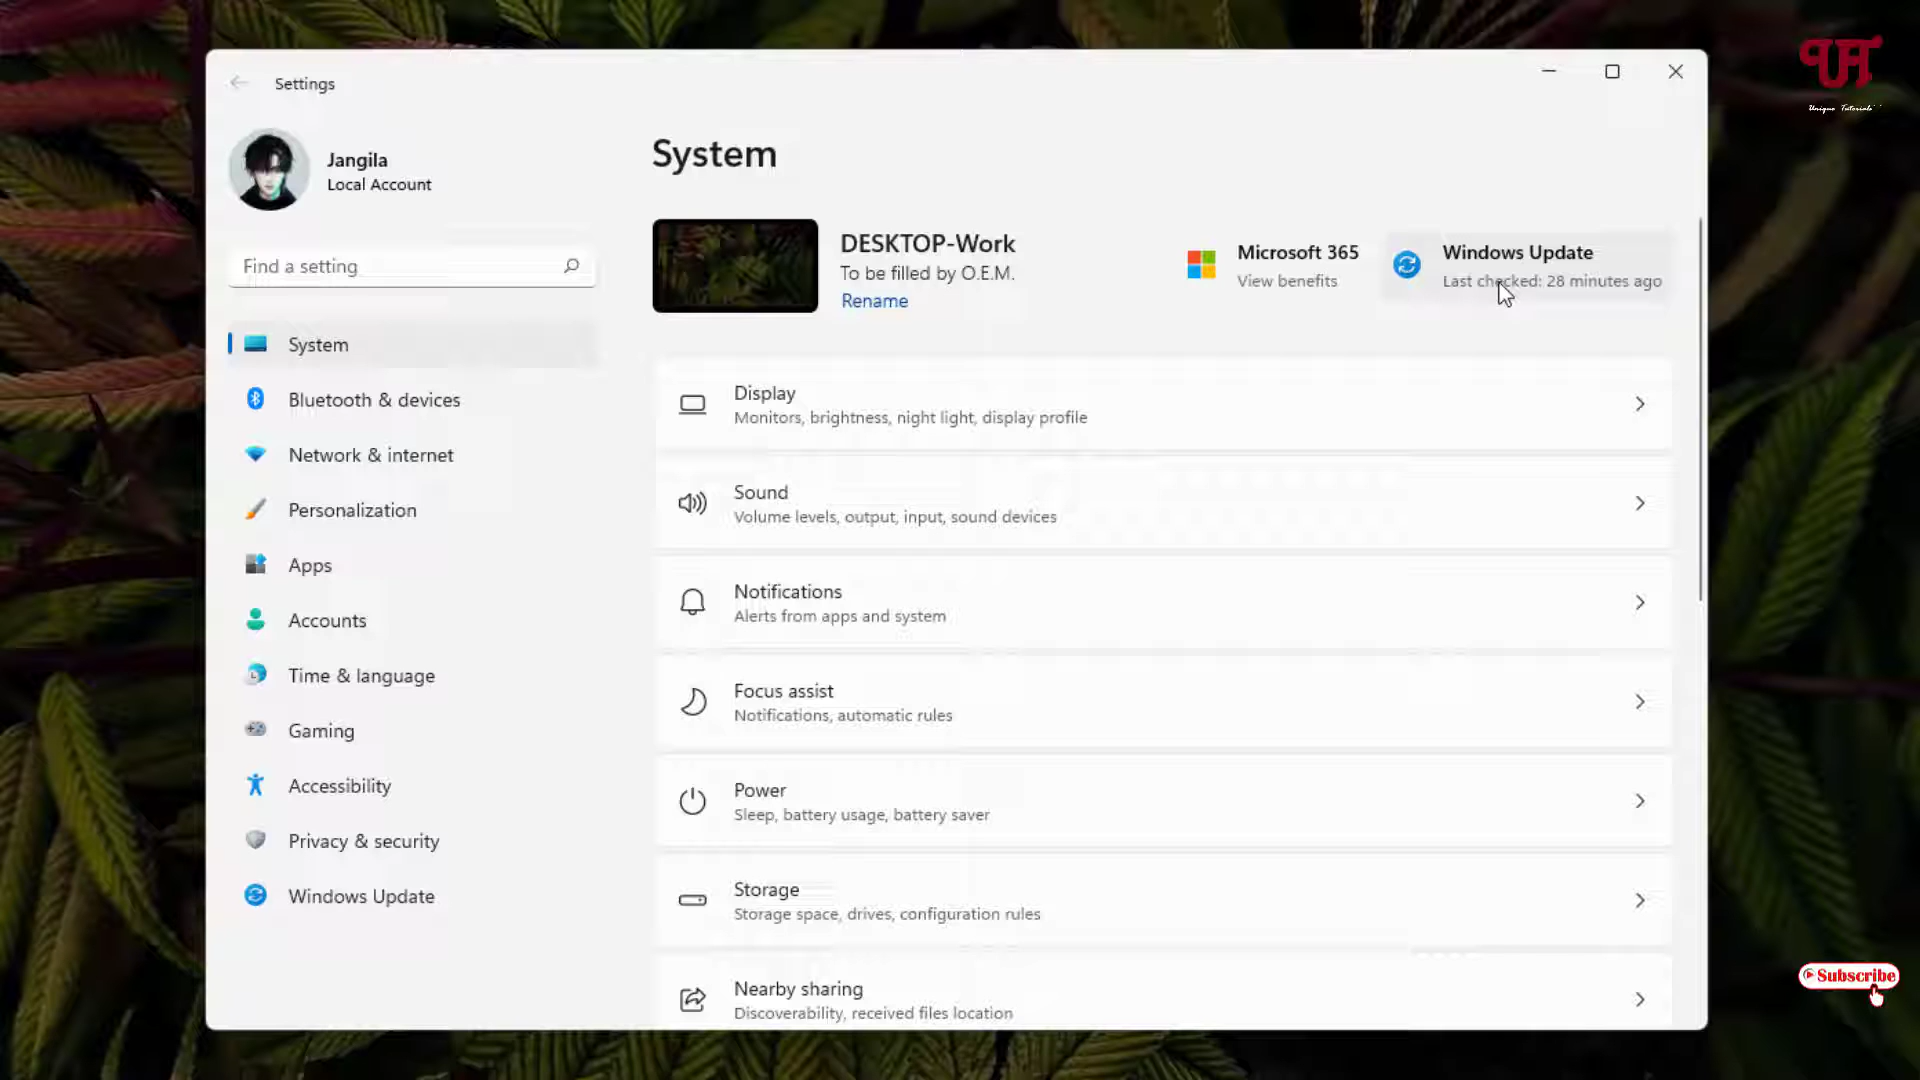 Settings
Jangila
Local Account
Find a setting
System
Bluetooth & devices
Network & internet
Personalization
Apps
Accounts
Time & language
Gaming
Accessibility
Privacy & security
Windows Update
System
DESKTOP-Work
To be filled by O.E.M.
Rename
Microsoft 365
View benefits
Windows Update
Last checked: 28 minutes ago
Display
Monitors, brightness, night light, display profile
Sound
Volume levels, output, input, sound devices
Notifications
Alerts from apps and system
Focus assist
Notifications, automatic rules
Power
Sleep, battery usage, battery saver
Storage
Storage space, drives, configuration rules
Nearby sharing
Discoverability, received files location
UT
Unique Tutorials
Subscribe